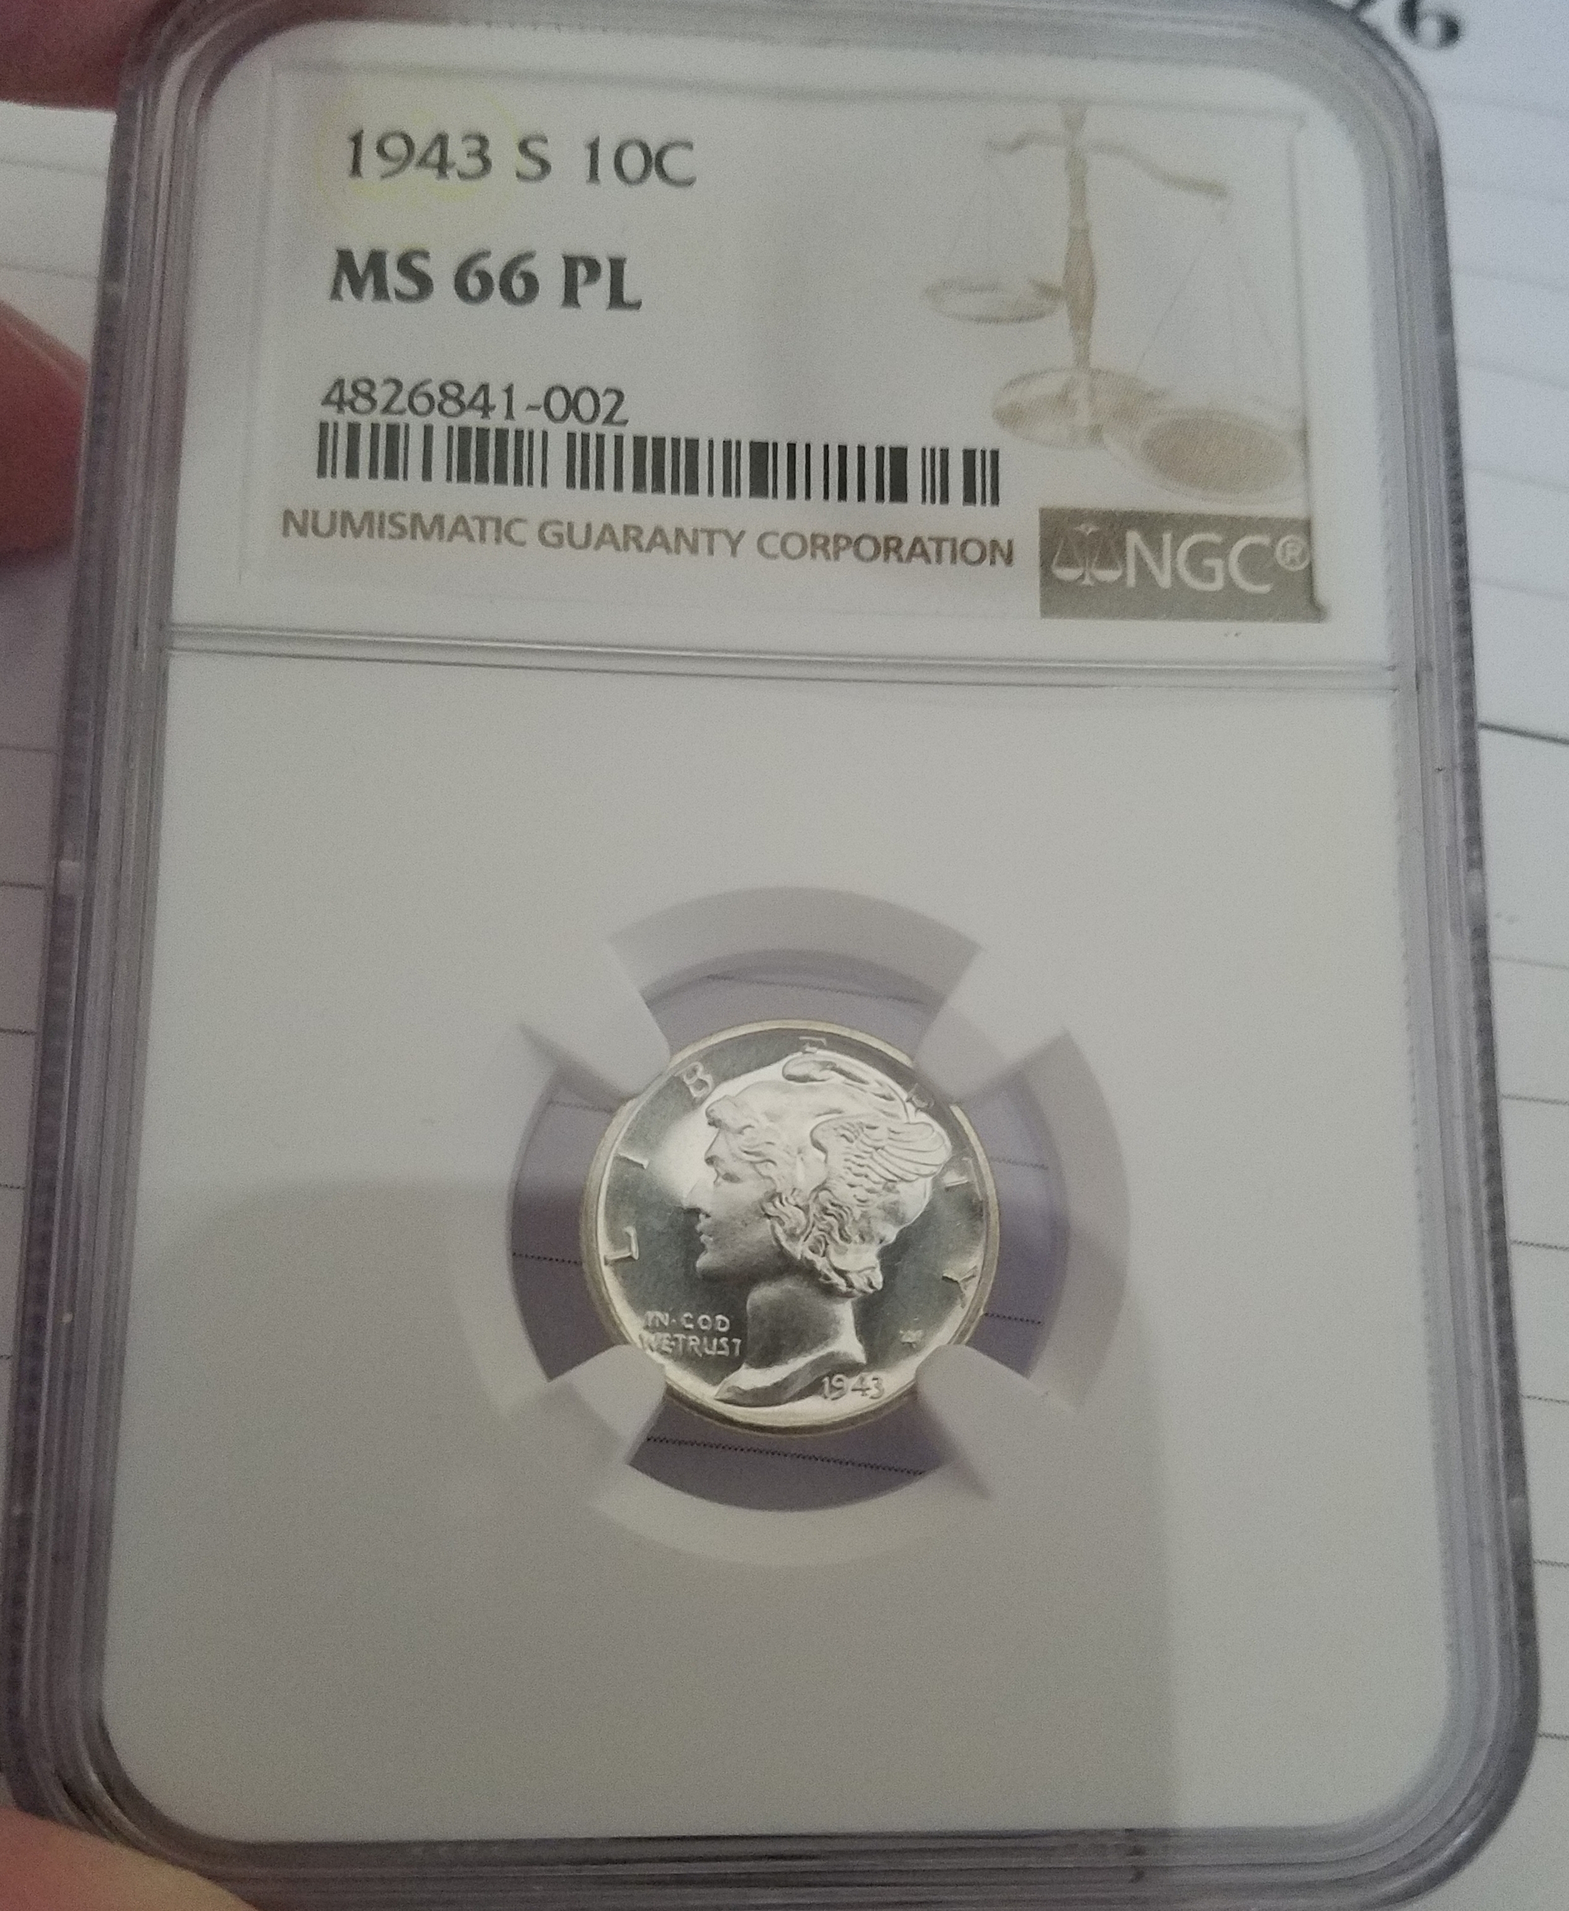 1943 S 10C
MS 66 PL
4826841-002
NUMISMATIC GUARANTY CORPORATION
NGC®
LIBERTY
IN·GOD
WE·TRUST
1943